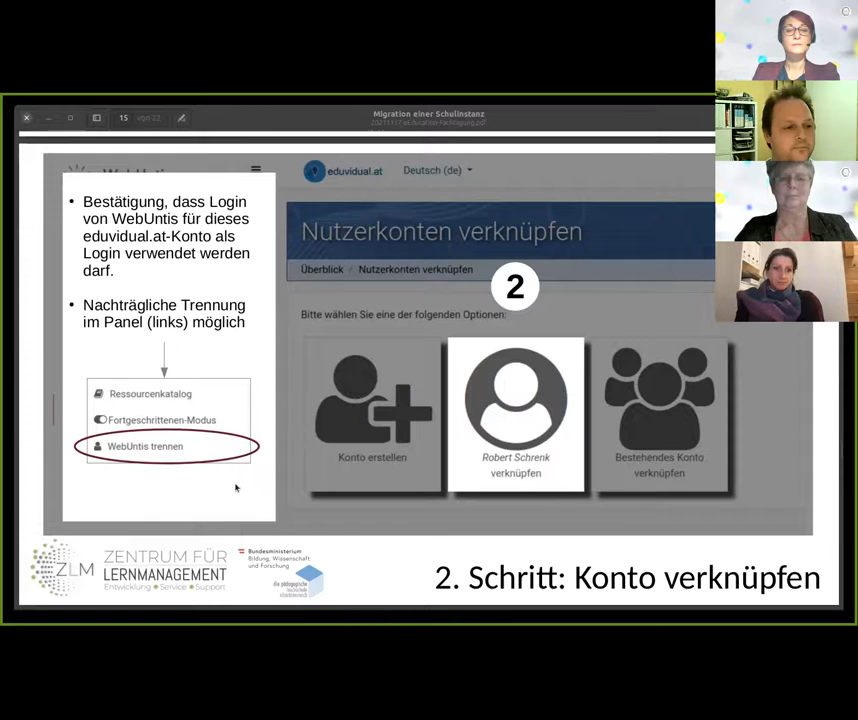 15 von 22
Migration einer Schulinstanz
eduvidual.at
Deutsch (de)
Bestätigung, dass Login
von WebUntis für dieses
eduvidual.at-Konto als
Login verwendet werden
darf.
Nachträgliche Trennung
im Panel (links) möglich
Ressourcenkatalog
Fortgeschrittenen-Modus
WebUntis trennen
Nutzerkonten verknüpfen
Überblick / Nutzerkonten verknüpfen
2
Bitte wählen Sie eine der folgenden Optionen:
Konto erstellen
Robert Schrenk
verknüpfen
Bestehendes Konto
verknüpfen
ZLM
ZENTRUM FÜR
LERNMANAGEMENT
Entwicklung • Service • Support
Bundesministerium
Bildung, Wissenschaft
und Forschung
2. Schritt: Konto verknüpfen